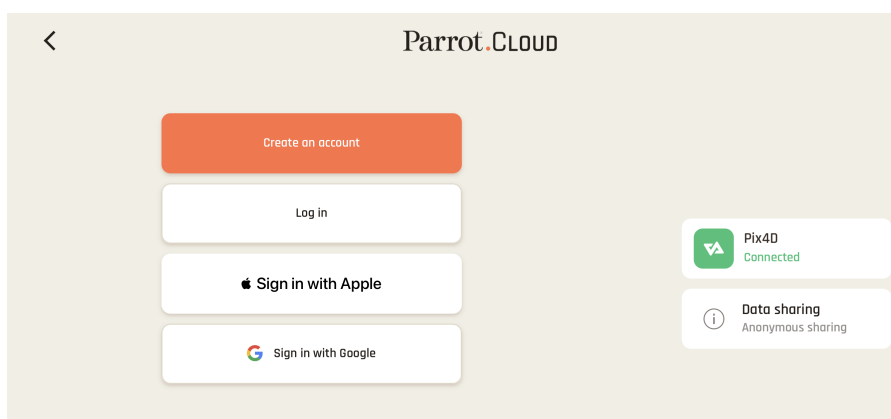 Parrot.CLOUD
Create an account
Log in
Sign in with Apple
Sign in with Google
Pix4D
Connected
Data sharing
Anonymous sharing